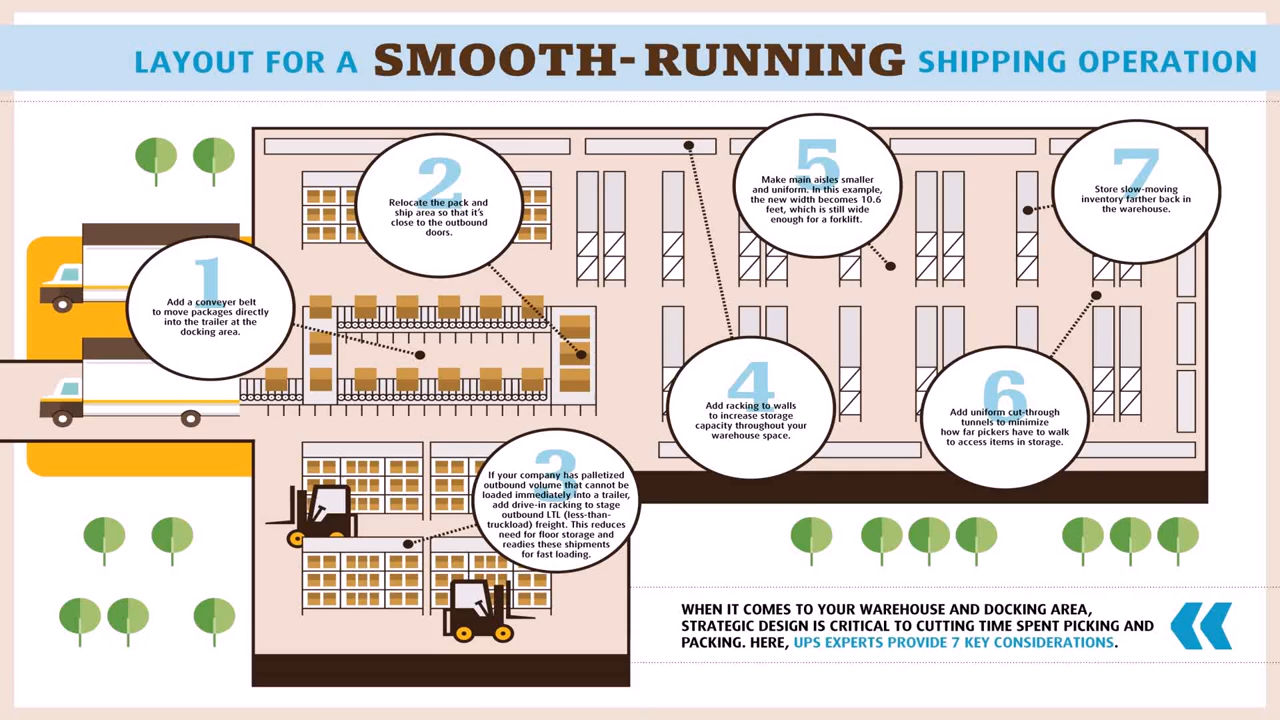 LAYOUT FOR A SMOOTH-RUNNING SHIPPING OPERATION
1
Add a conveyer belt
to move packages directly
into the trailer at the
docking area.
2
Relocate the pack and
ship area so that it's
close to the outbound
doors.
3
If your company has palletized
outbound volume that cannot be
loaded immediately into a trailer,
add drive-in racking to stage
outbound LTL (less-than-
truckload) freight. This reduces
need for floor storage and
readies these shipments
for fast loading.
4
Add racking to walls
to increase storage
capacity throughout your
warehouse space.
5
Make main aisles smaller
and uniform. In this example,
the new width becomes 10.6
feet, which is still wide
enough for a forklift.
6
Add uniform cut-through
tunnels to minimize
how far pickers have to walk
to access items in storage.
7
Store slow-moving
inventory farther back in
the warehouse.
WHEN IT COMES TO YOUR WAREHOUSE AND DOCKING AREA,
STRATEGIC DESIGN IS CRITICAL TO CUTTING TIME SPENT PICKING AND
PACKING. HERE, UPS EXPERTS PROVIDE 7 KEY CONSIDERATIONS.